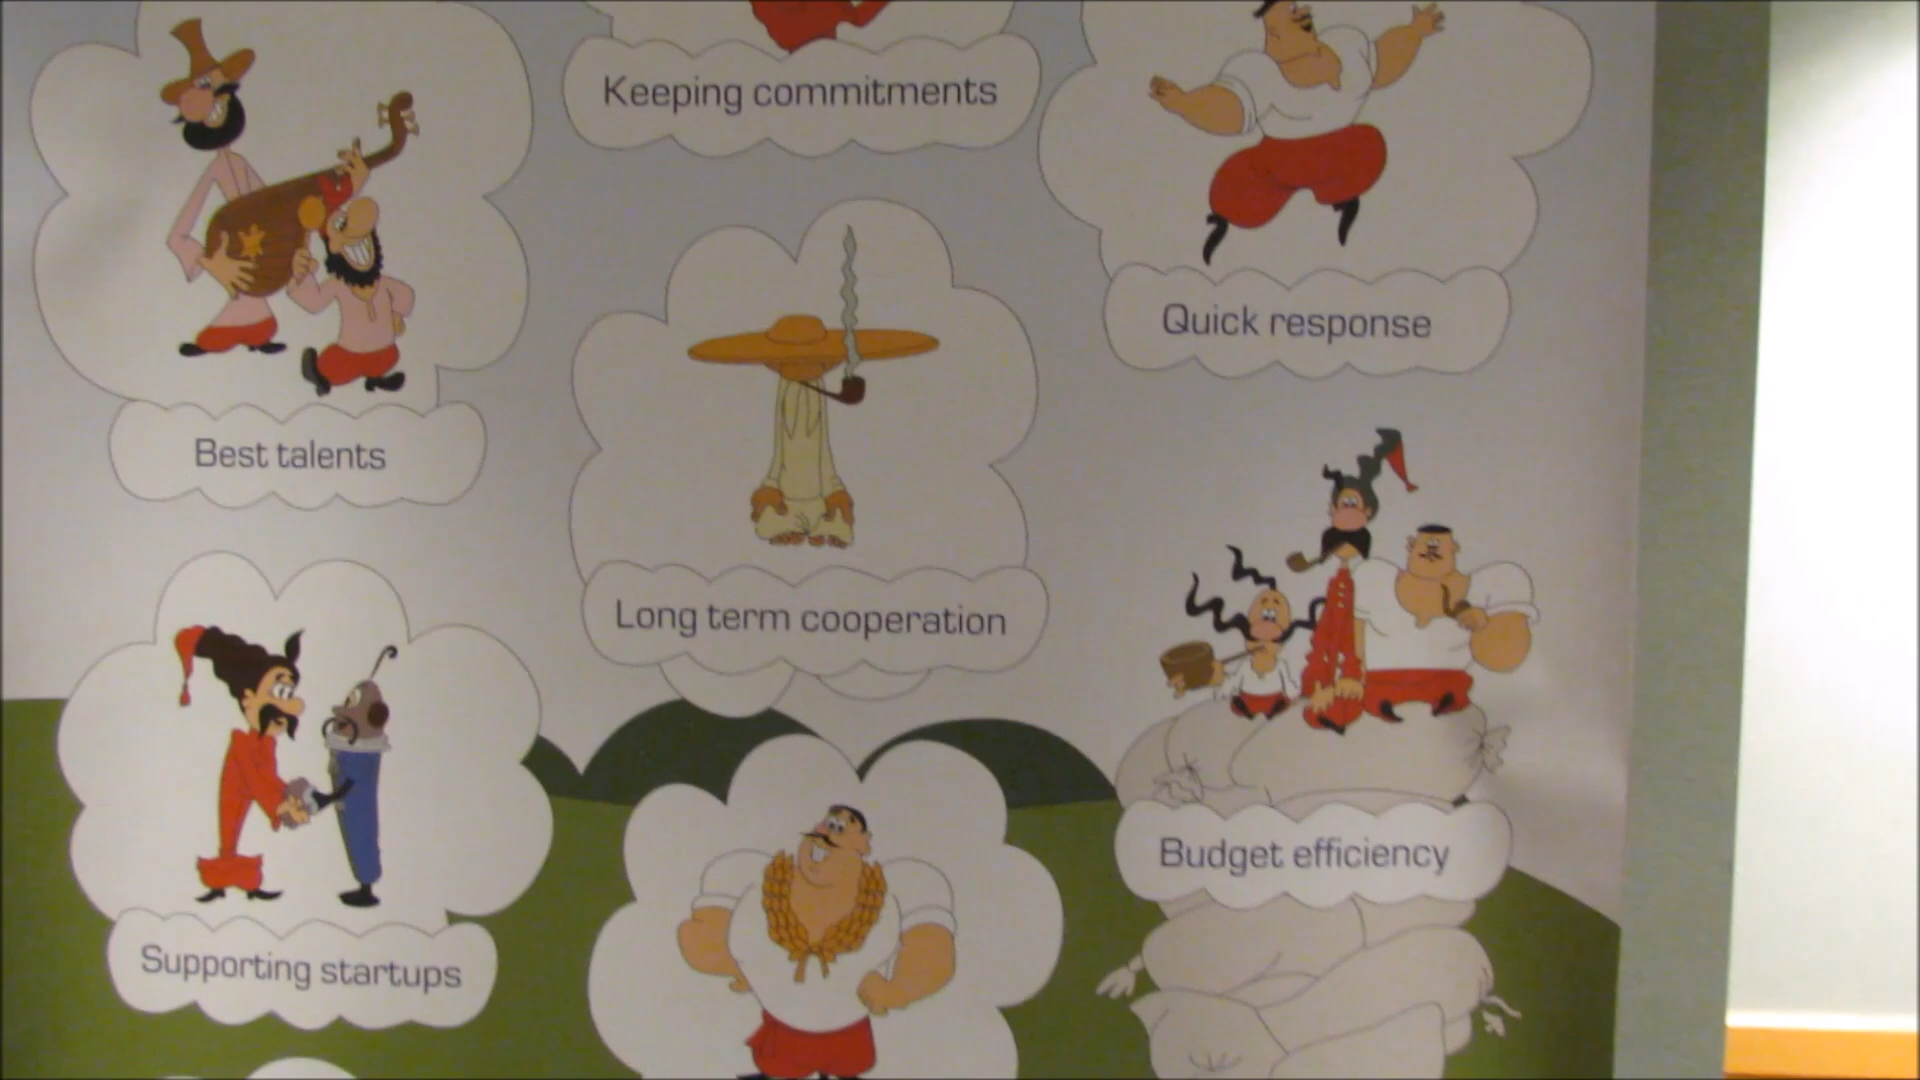 Keeping commitments
Quick response
Best talents
Long term cooperation
Budget efficiency
Supporting startups